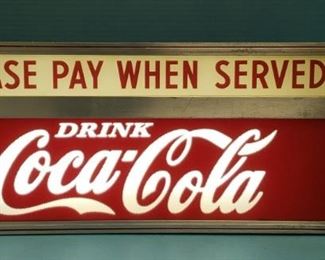 ASE PAY WHEN SERVED
DRINK
Coca-Cola